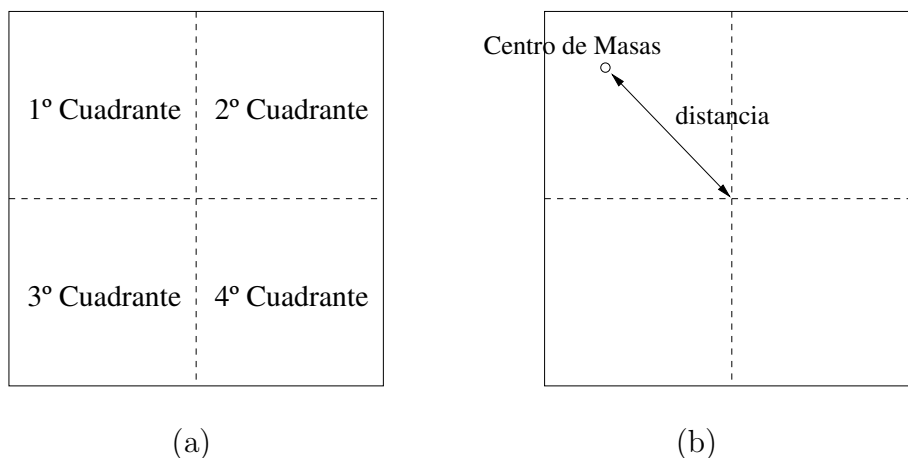 1º Cuadrante
2º Cuadrante
3º Cuadrante
4º Cuadrante
(a)
Centro de Masas
distancia
(b)